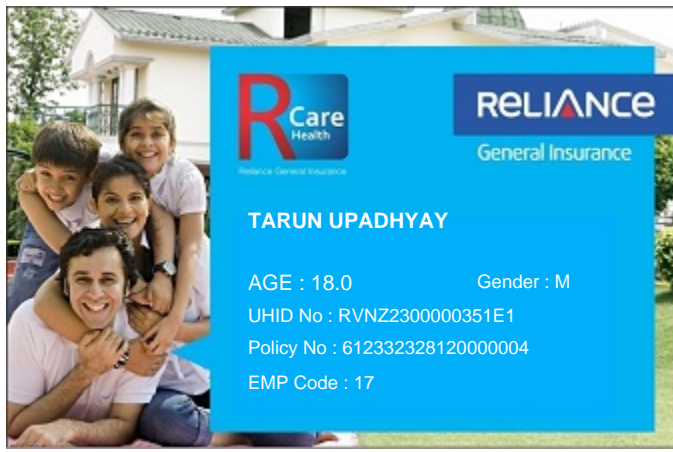 R Care
Health
Reliance General Insurance
RELIANCE
General Insurance
TARUN UPADHYAY
AGE : 18.0 Gender : M
UHID No : RVNZ2300000351E1
Policy No : 612332328120000004
EMP Code : 17